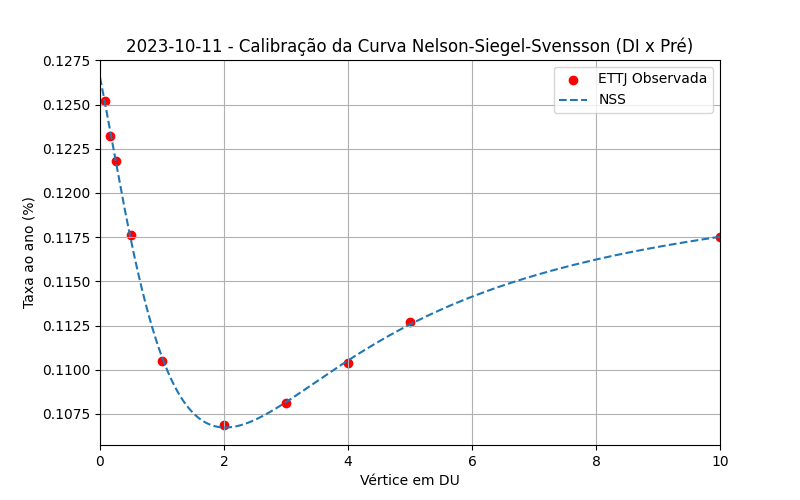 2023-10-11 - Calibração da Curva Nelson-Siegel-Svensson (DI x Pré)
ETTJ Observada
NSS
Taxa ao ano (%)
0.1275
0.1250
0.1225
0.1200
0.1175
0.1150
0.1125
0.1100
0.1075
0 2 4 6 8 10
Vértice em DU